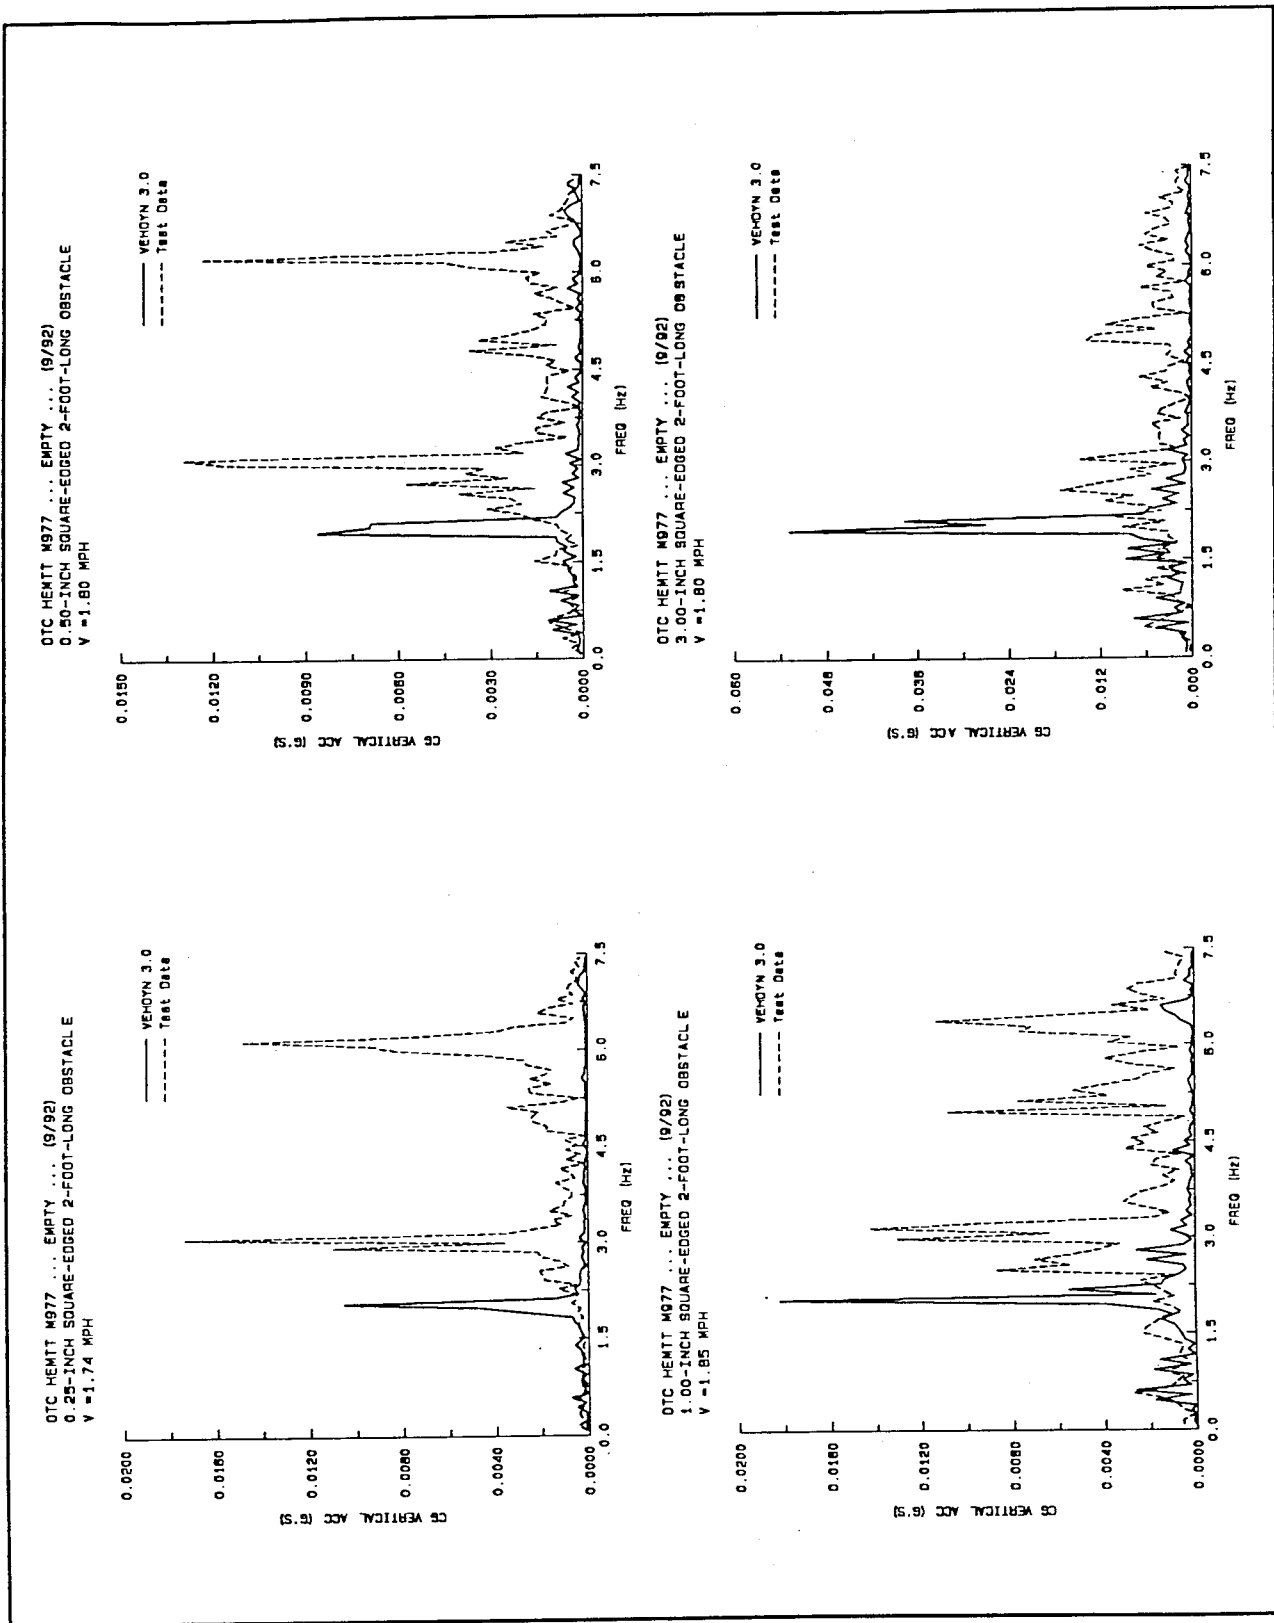 OTC HEMTT M977 ... EMPTY ... (9/92)
0.25-INCH SQUARE-EDGED 2-FOOT-LONG OBSTACLE
V =1.74 MPH
VEHDYN 3.0
Test Data
CG VERTICAL ACC (G'S)
0.0200
0.0160
0.0120
0.0080
0.0040
0.0000
0.0 1.5 3.0 4.5 6.0 7.5
FREQ (Hz)
OTC HEMTT M977 ... EMPTY ... (9/92)
0.50-INCH SQUARE-EDGED 2-FOOT-LONG OBSTACLE
V =1.80 MPH
VEHDYN 3.0
Test Data
CG VERTICAL ACC (G'S)
0.0150
0.0120
0.0090
0.0060
0.0030
0.0000
0.0 1.5 3.0 4.5 6.0 7.5
FREQ (Hz)
OTC HEMTT M977 ... EMPTY ... (9/92)
1.00-INCH SQUARE-EDGED 2-FOOT-LONG OBSTACLE
V =1.85 MPH
VEHDYN 3.0
Test Data
CG VERTICAL ACC (G'S)
0.0200
0.0160
0.0120
0.0080
0.0040
0.0000
0.0 1.5 3.0 4.5 6.0 7.5
FREQ (Hz)
OTC HEMTT M977 ... EMPTY ... (9/92)
3.00-INCH SQUARE-EDGED 2-FOOT-LONG OBSTACLE
V =1.80 MPH
VEHDYN 3.0
Test Data
CG VERTICAL ACC (G'S)
0.060
0.048
0.036
0.024
0.012
0.000
0.0 1.5 3.0 4.5 6.0 7.5
FREQ (Hz)